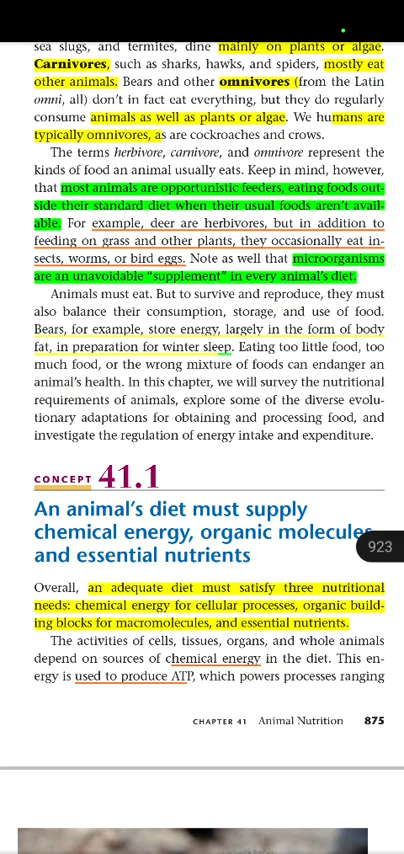 sea slugs, and termites, dine mainly on plants or algae.
Carnivores, such as sharks, hawks, and spiders, mostly eat
other animals. Bears and other omnivores (from the Latin
omni, all) don't in fact eat everything, but they do regularly
consume animals as well as plants or algae. We humans are
typically omnivores, as are cockroaches and crows.
The terms herbivore, carnivore, and omnivore represent the
kinds of food an animal usually eats. Keep in mind, however,
that most animals are opportunistic feeders, eating foods out-
side their standard diet when their usual foods aren't avail-
able. For example, deer are herbivores, but in addition to
feeding on grass and other plants, they occasionally eat in-
sects, worms, or bird eggs. Note as well that microorganisms
are an unavoidable "supplement" in every animal's diet.
Animals must eat. But to survive and reproduce, they must
also balance their consumption, storage, and use of food.
Bears, for example, store energy, largely in the form of body
fat, in preparation for winter sleep. Eating too little food, too
much food, or the wrong mixture of foods can endanger an
animal's health. In this chapter, we will survey the nutritional
requirements of animals, explore some of the diverse evolu-
tionary adaptations for obtaining and processing food, and
investigate the regulation of energy intake and expenditure.
CONCEPT 41.1
An animal's diet must supply
chemical energy, organic molecules
and essential nutrients
923
Overall, an adequate diet must satisfy three nutritional
needs: chemical energy for cellular processes, organic build-
ing blocks for macromolecules, and essential nutrients.
The activities of cells, tissues, organs, and whole animals
depend on sources of chemical energy in the diet. This en-
ergy is used to produce ATP, which powers processes ranging
CHAPTER 41 Animal Nutrition 875